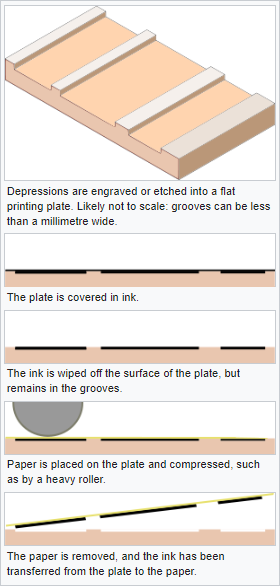 Depressions are engraved or etched into a flat
printing plate. Likely not to scale: grooves can be less
than a millimetre wide.
The plate is covered in ink.
The ink is wiped off the surface of the plate, but
remains in the grooves.
Paper is placed on the plate and compressed, such
as by a heavy roller.
The paper is removed, and the ink has been
transferred from the plate to the paper.